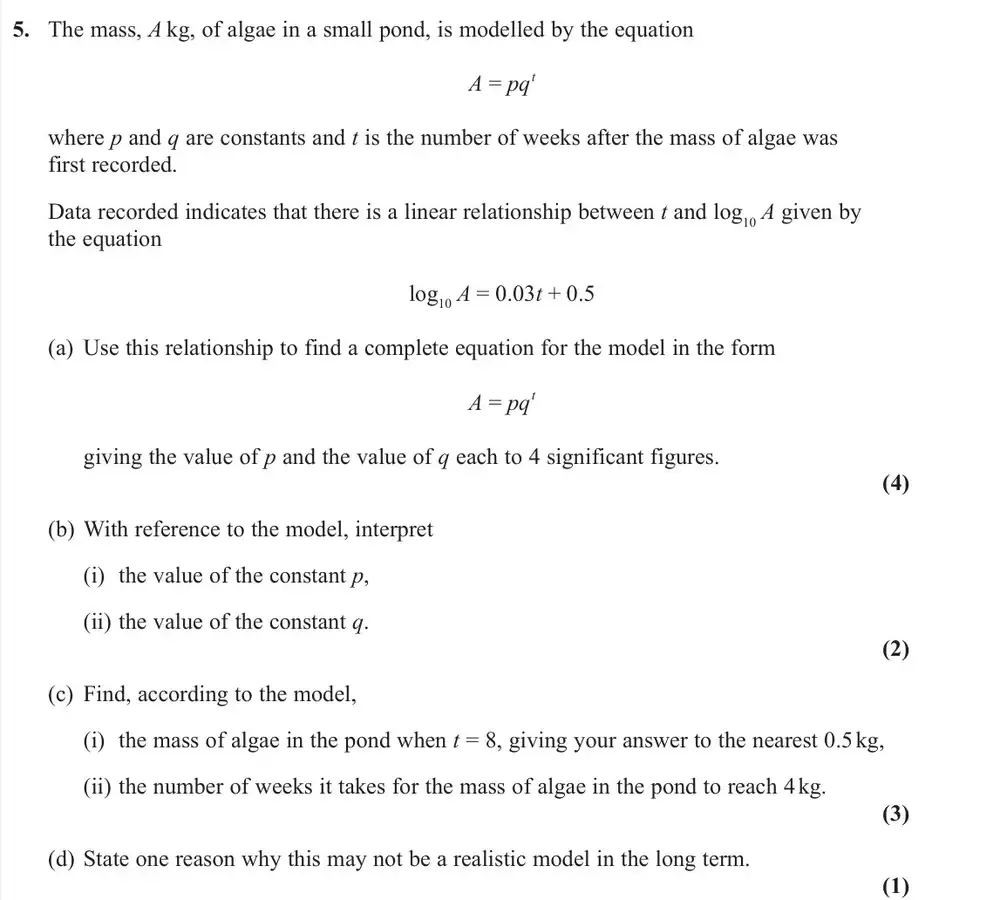 5. The mass, A kg, of algae in a small pond, is modelled by the equation
A = pqᵗ
where p and q are constants and t is the number of weeks after the mass of algae was
first recorded.
Data recorded indicates that there is a linear relationship between t and log₁₀ A given by
the equation
log₁₀ A = 0.03t + 0.5
(a) Use this relationship to find a complete equation for the model in the form
A = pqᵗ
giving the value of p and the value of q each to 4 significant figures.
(4)
(b) With reference to the model, interpret
(i) the value of the constant p,
(ii) the value of the constant q.
(2)
(c) Find, according to the model,
(i) the mass of algae in the pond when t = 8, giving your answer to the nearest 0.5 kg,
(ii) the number of weeks it takes for the mass of algae in the pond to reach 4 kg.
(3)
(d) State one reason why this may not be a realistic model in the long term.
(1)